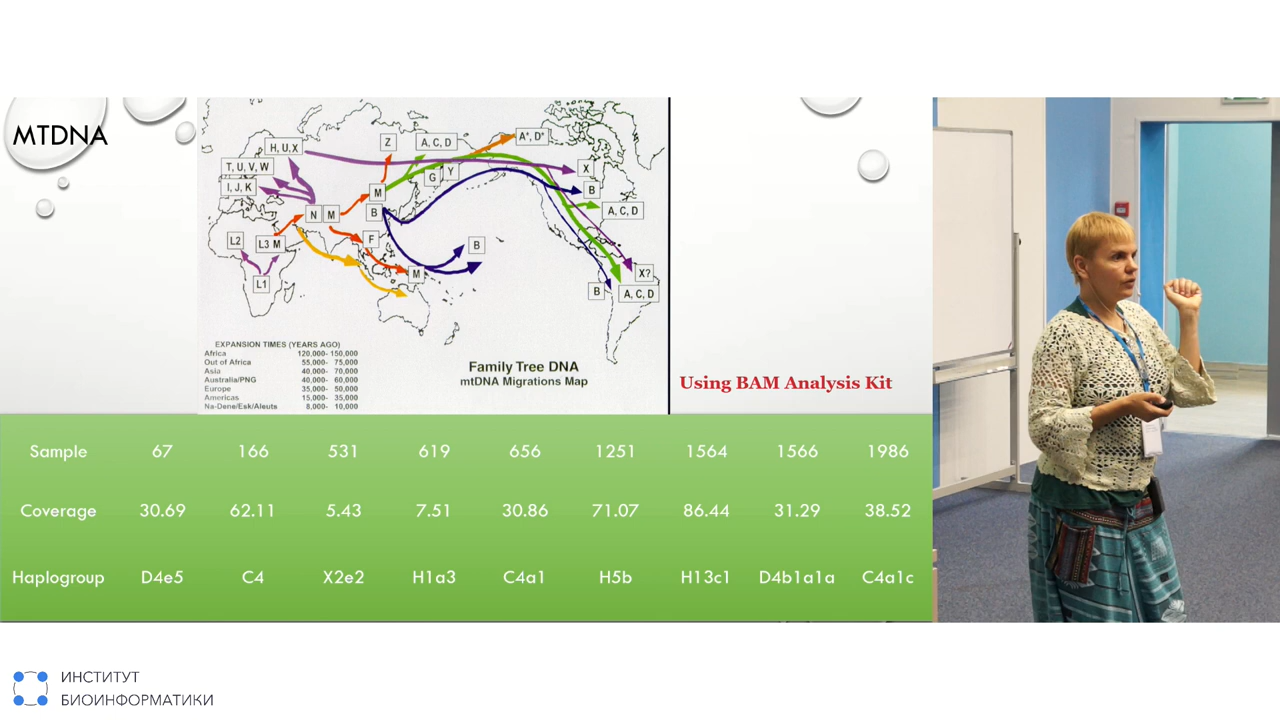 MTDNA
H, U, X
T, U, V, W
I, J, K
Z
A, C, D
A*, D*
G
Y
X
B
A, C, D
M
B
N
M
F
L2
L3 M
L1
M
B
X?
B
A, C, D
EXPANSION TIMES (YEARS AGO)
Africa 120,000- 150,000
Out of Africa 55,000- 75,000
Asia 40,000- 70,000
Australia/PNG 40,000- 60,000
Europe 35,000- 50,000
Americas 15,000- 35,000
Na-Dene/Esk/Aleuts 8,000- 10,000
Family Tree DNA
mtDNA Migrations Map
Using BAM Analysis Kit
Sample 67 166 531 619 656 1251 1564 1566 1986
Coverage 30.69 62.11 5.43 7.51 30.86 71.07 86.44 31.29 38.52
Haplogroup D4e5 C4 X2e2 H1a3 C4a1 H5b H13c1 D4b1a1a C4a1c
ИНСТИТУТ
БИОИНФОРМАТИКИ